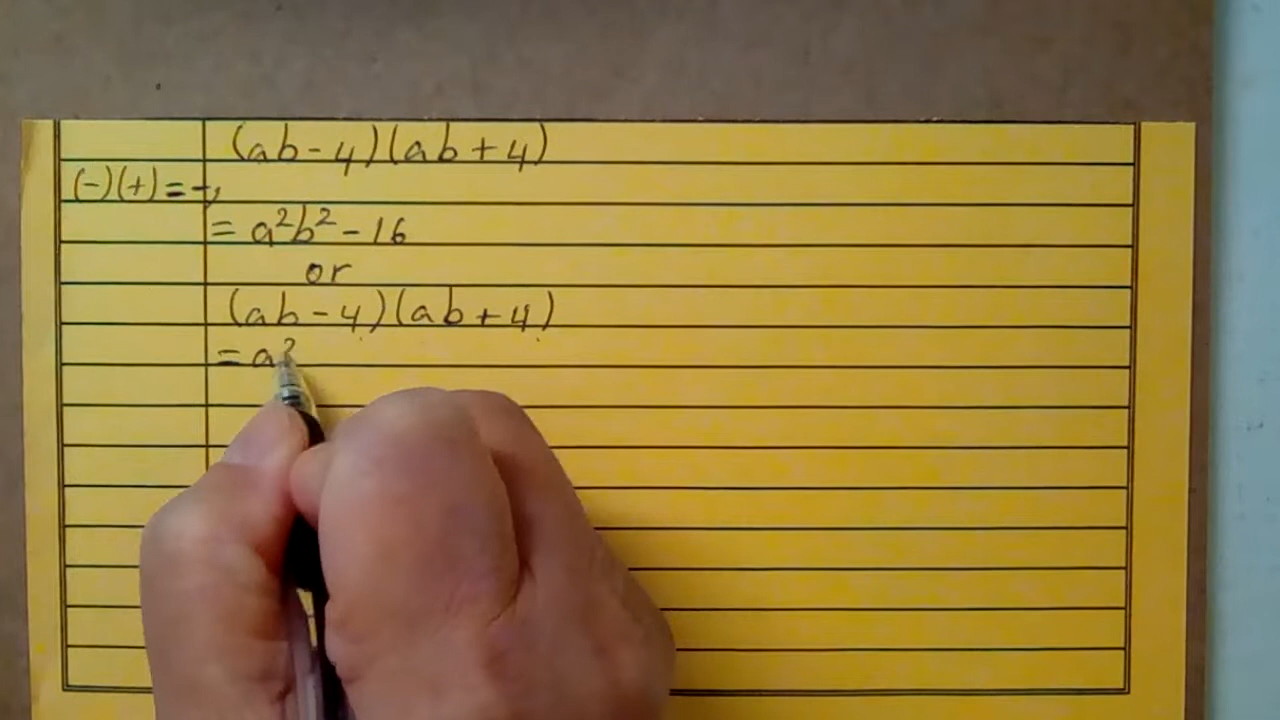 (ab-4)(ab+4)
(-)(+)=-,
= a²b²-16
or
(ab-4)(ab+4)
= a²